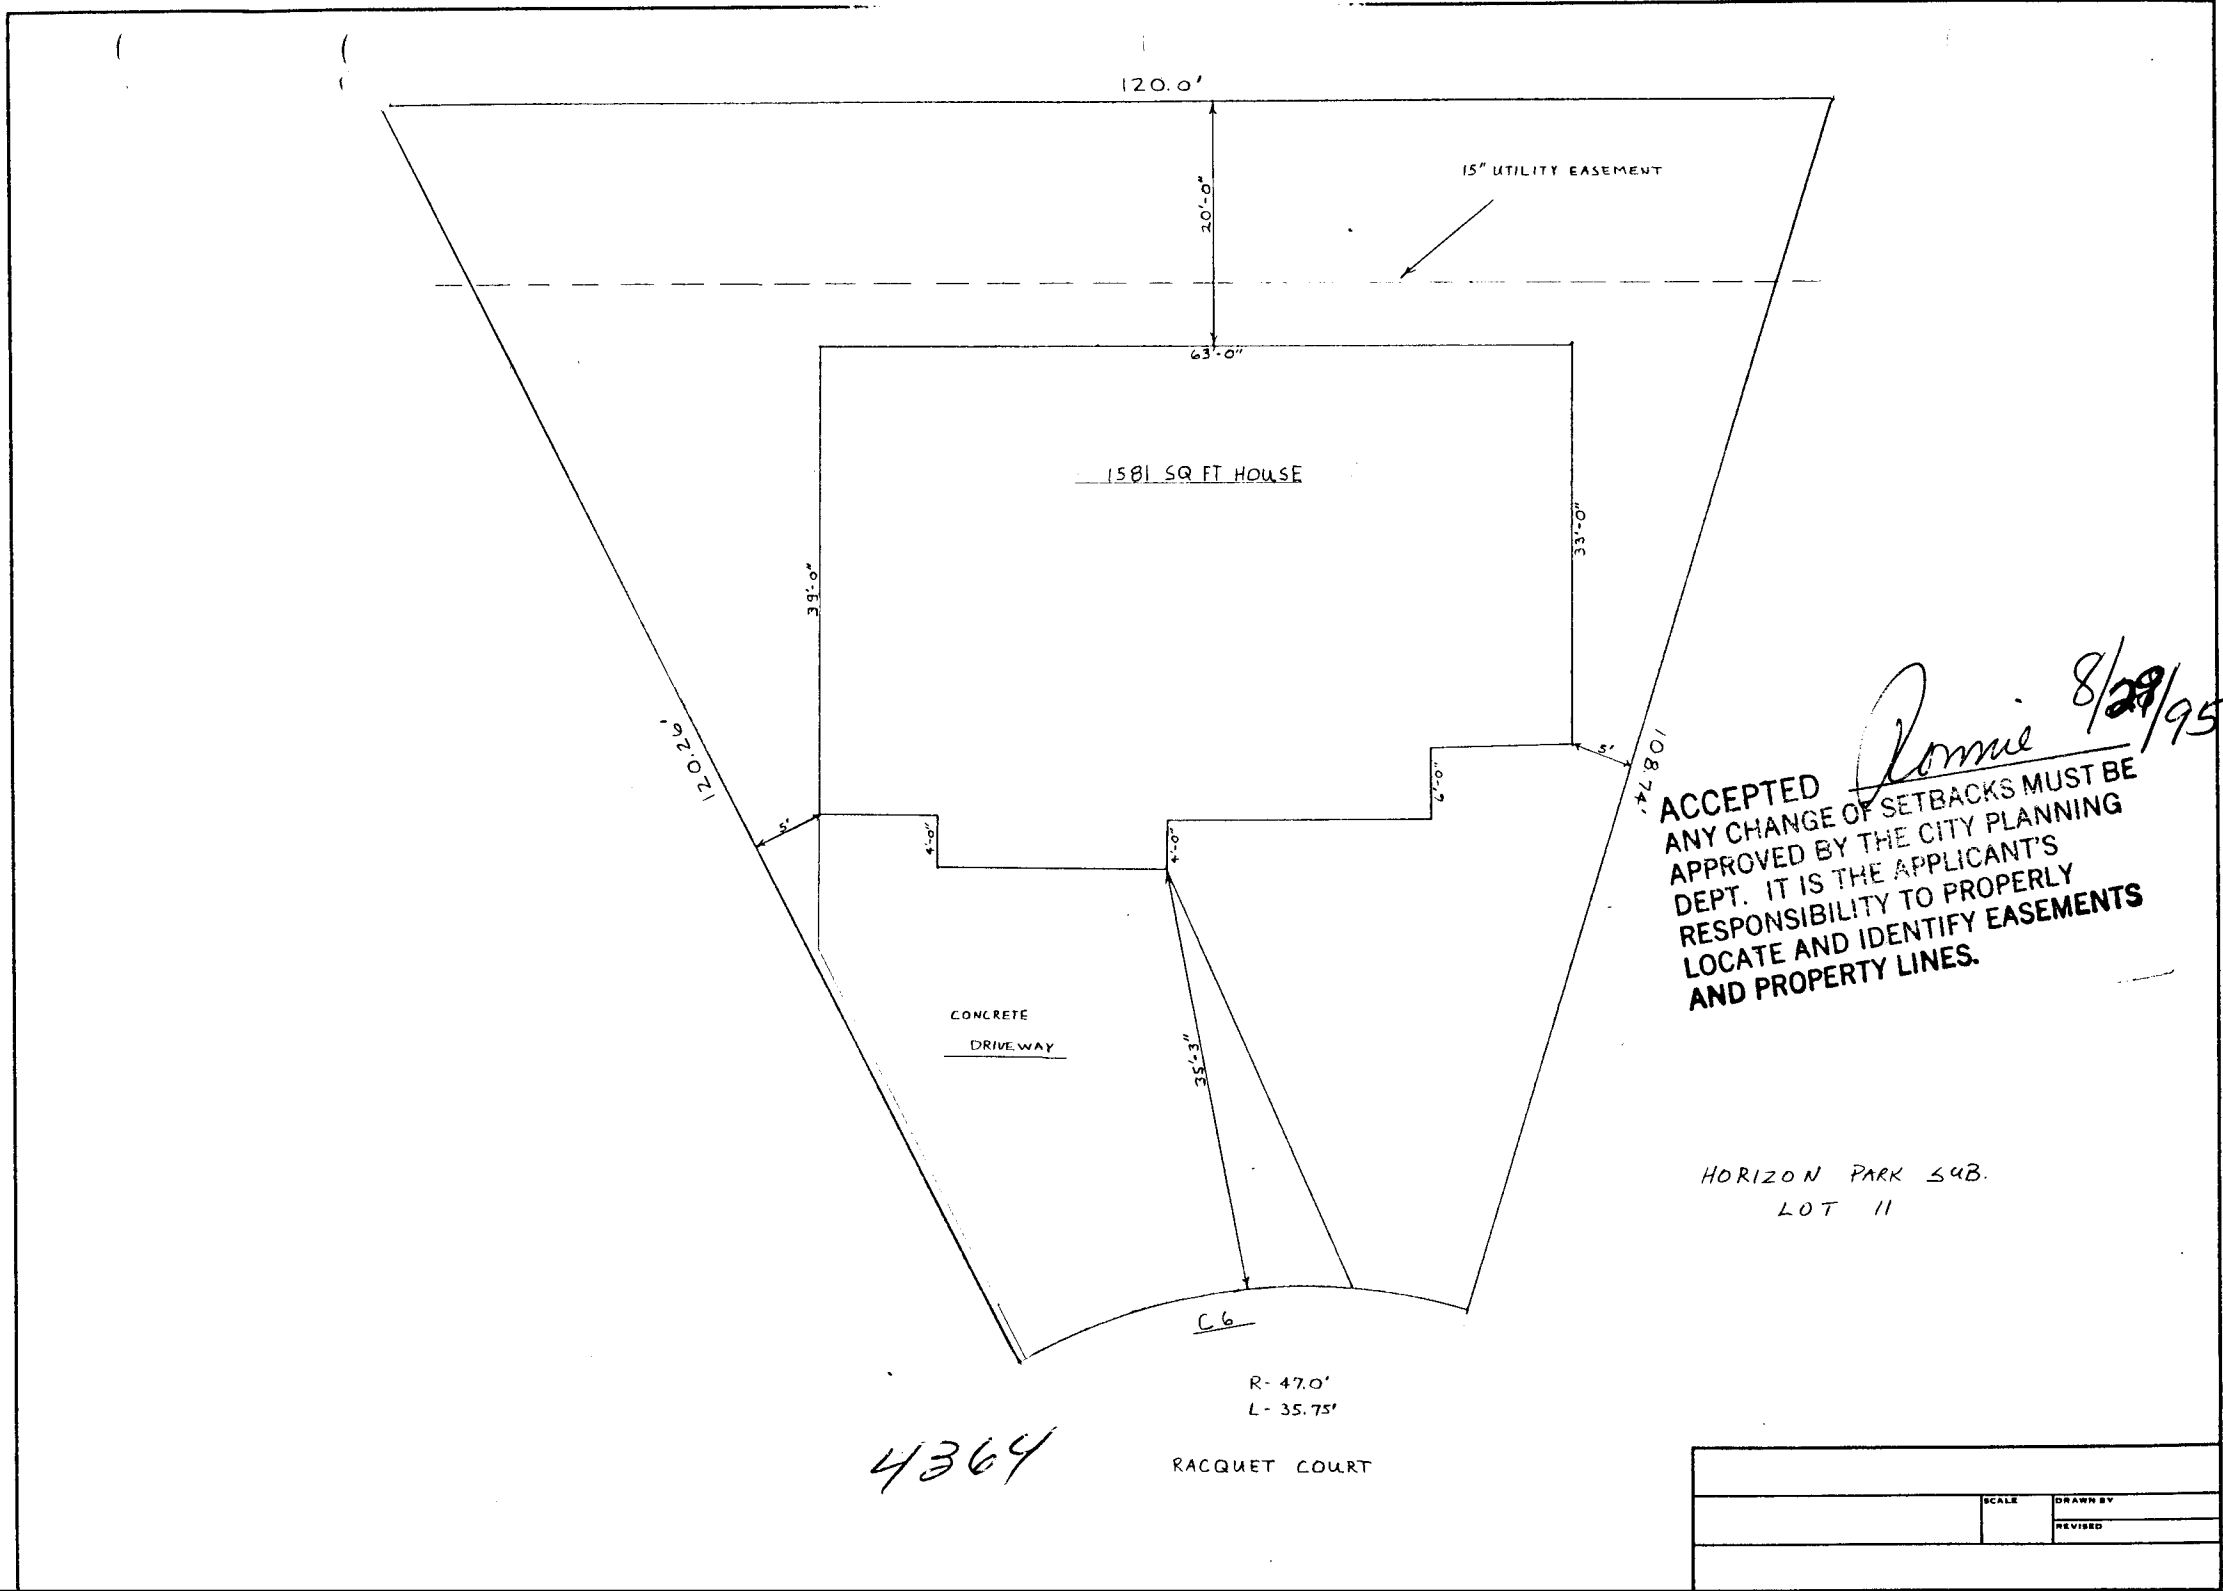 120.0'
15" UTILITY EASEMENT
20'-0"
63'-0"
1581 SQ FT HOUSE
39'-0"
33'-0"
120.26'
108.74'
5'
5'
4'-0"
4'-0"
6'-0"
Ronnie 8/29/95
ACCEPTED
ANY CHANGE OF SETBACKS MUST BE
APPROVED BY THE CITY PLANNING
DEPT. IT IS THE APPLICANT'S
RESPONSIBILITY TO PROPERLY
LOCATE AND IDENTIFY EASEMENTS
AND PROPERTY LINES.
CONCRETE
DRIVEWAY
35'-3"
HORIZON PARK SUB.
LOT 11
C6
R- 47.0'
L- 35.75'
4364
RACQUET COURT
SCALE
DRAWN BY
REVISED